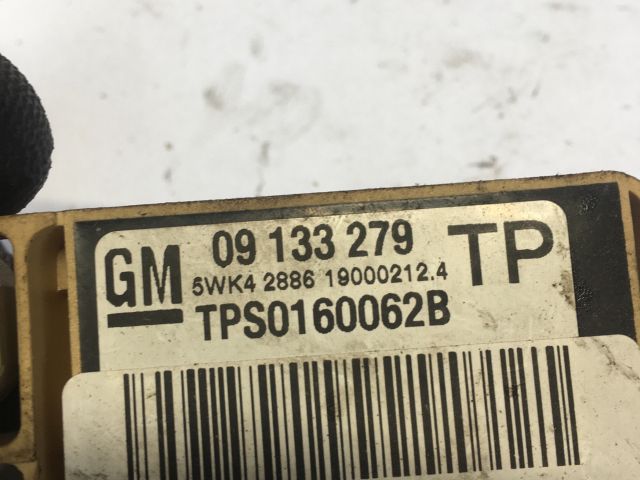 GM
09 133 279
TP
5WK4 2886 19000212.4
TPS0160062B